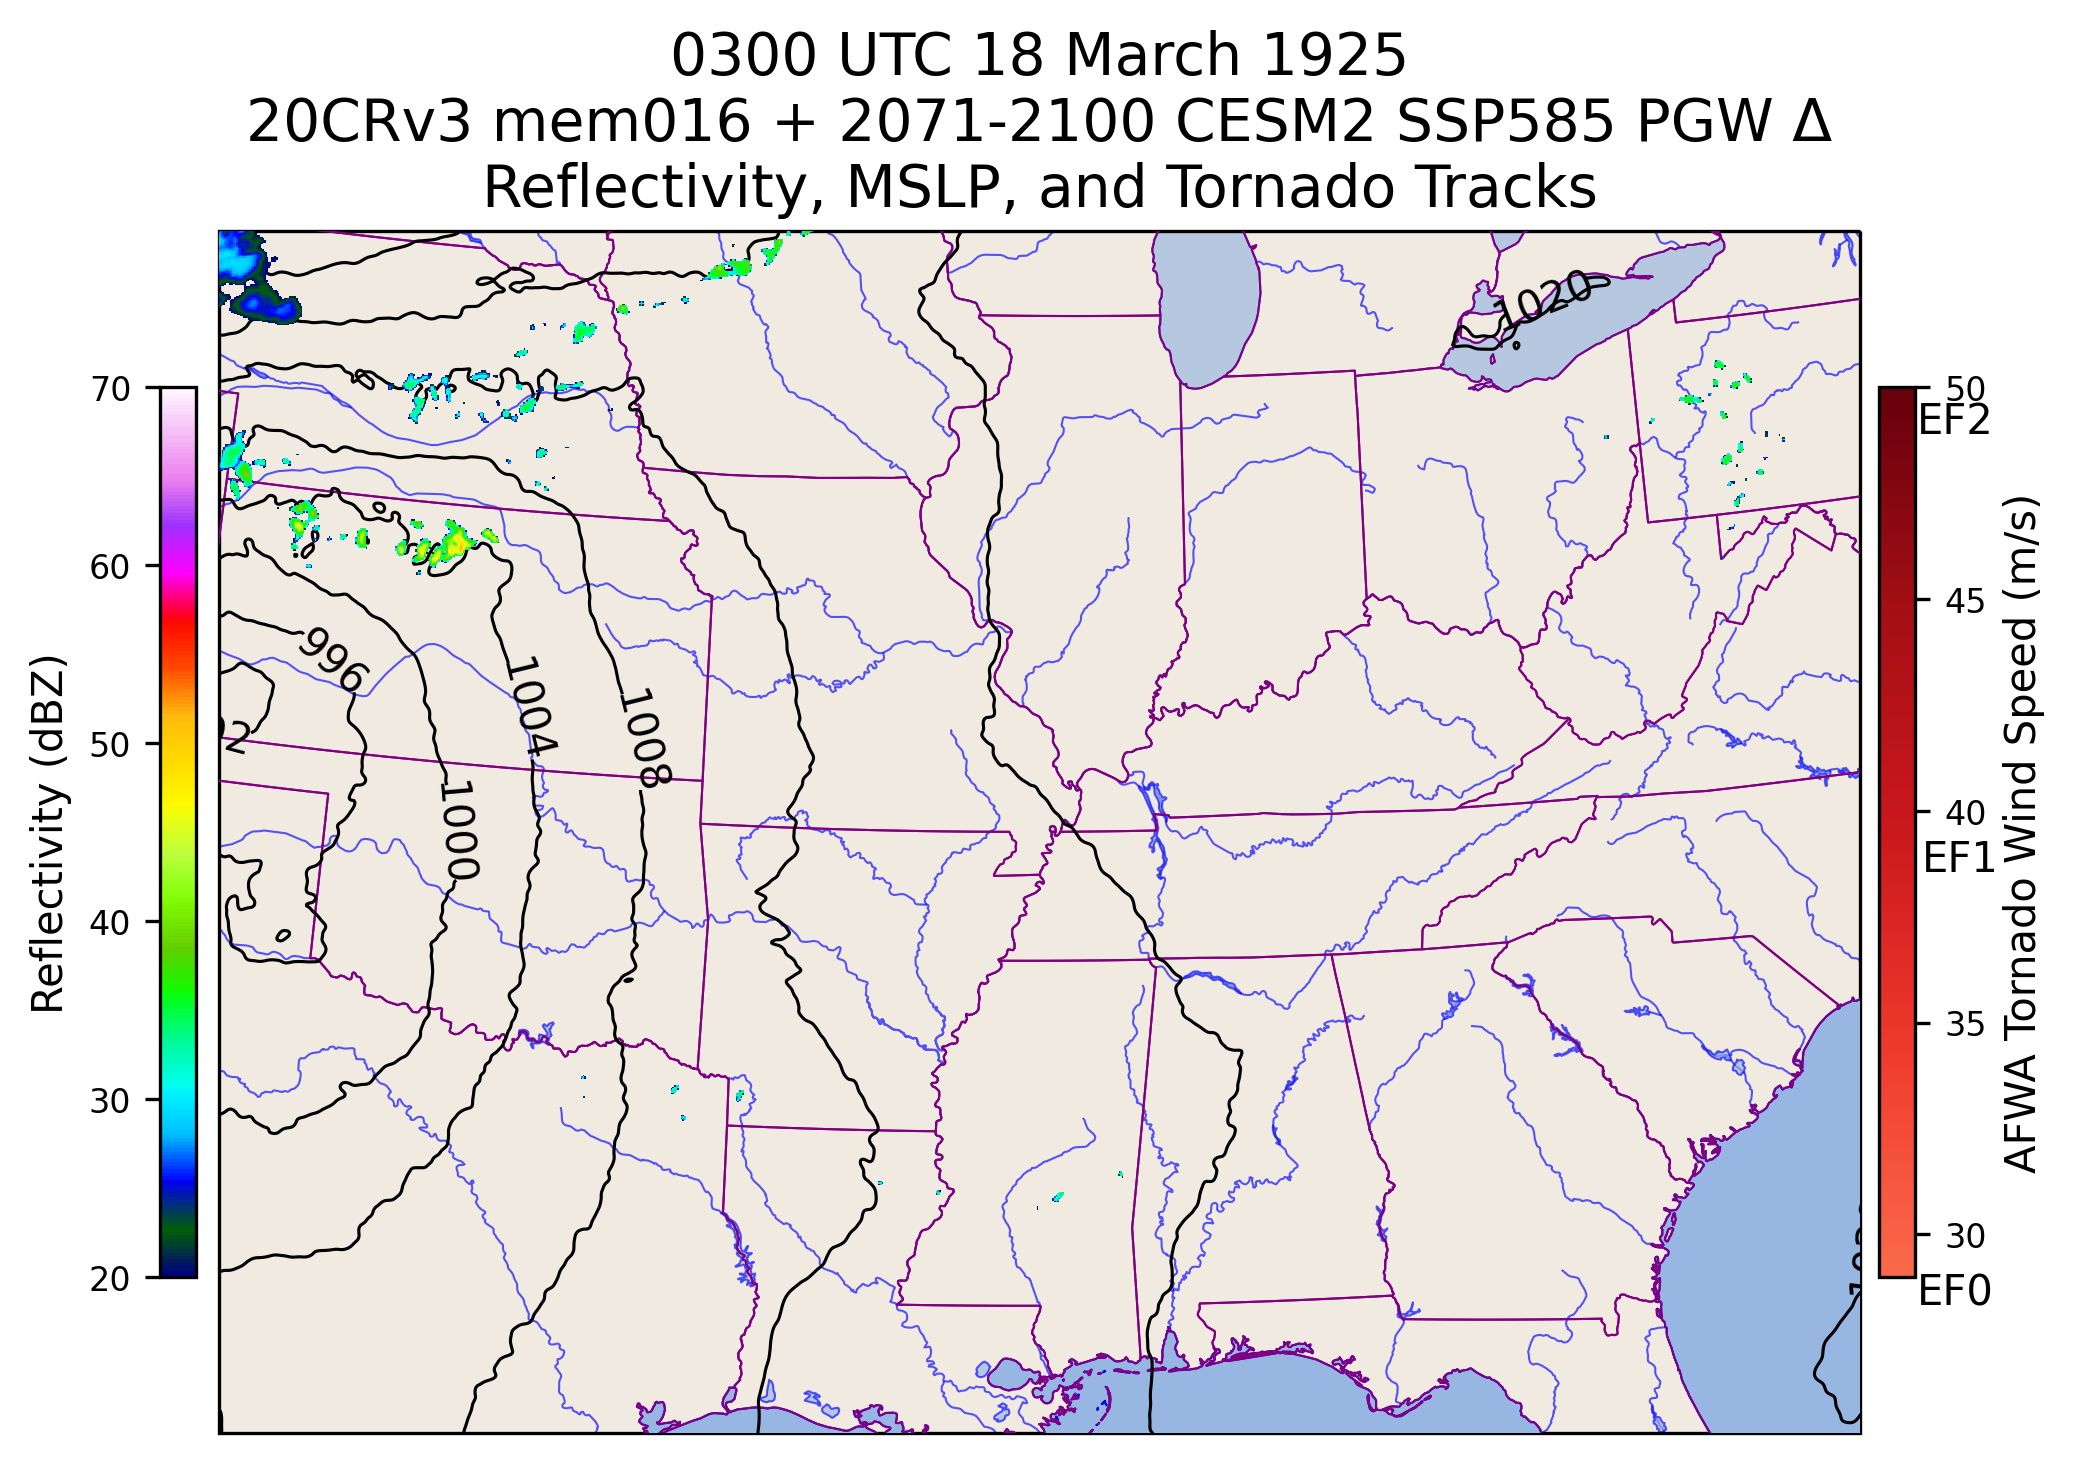 0300 UTC 18 March 1925
20CRv3 mem016 + 2071-2100 CESM2 SSP585 PGW Δ
Reflectivity, MSLP, and Tornado Tracks
Reflectivity (dBZ)
70
60
50
40
30
20
1020
996
1004
1008
1000
50
EF2
45
40
EF1
35
30
EF0
AFWA Tornado Wind Speed (m/s)